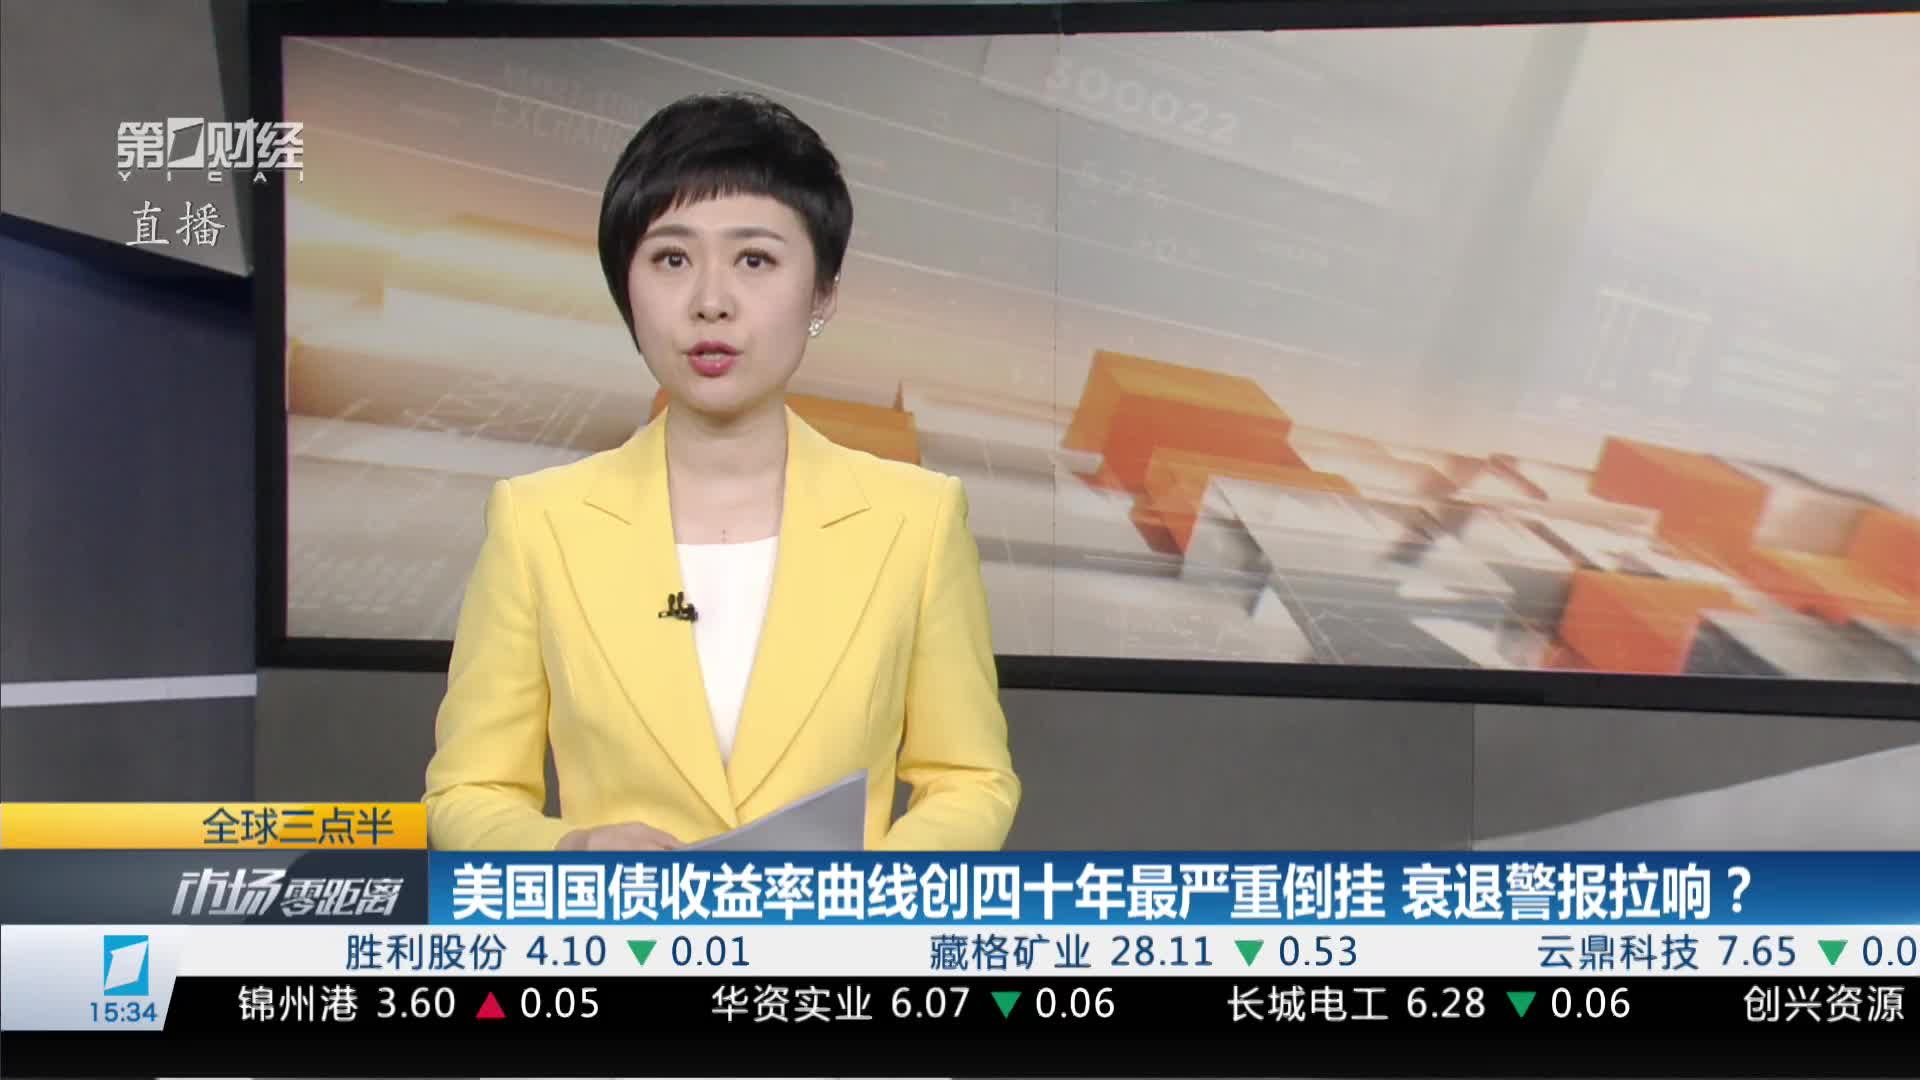 第一财经
YICAI
直播
EXCHANG
300022
全球三点半
市场零距离
美国国债收益率曲线创四十年最严重倒挂 衰退警报拉响？
胜利股份 4.10 ▼ 0.01 藏格矿业 28.11 ▼ 0.53 云鼎科技 7.65 ▼ 0.0
15:34
锦州港 3.60 ▲ 0.05 华资实业 6.07 ▼ 0.06 长城电工 6.28 ▼ 0.06 创兴资源